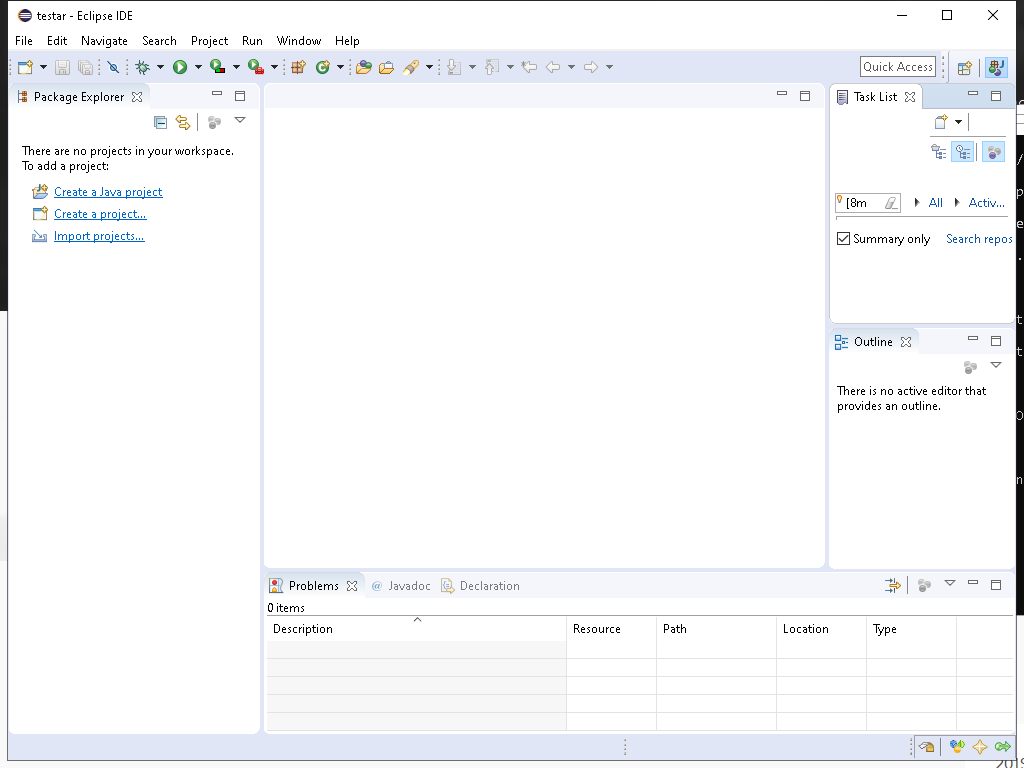 testar - Eclipse IDE
File Edit Navigate Search Project Run Window Help
Quick Access
Package Explorer
There are no projects in your workspace.
To add a project:
Create a Java project
Create a project...
Import projects...
Task List
[8m All Activ...
Summary only Search repos
Outline
There is no active editor that
provides an outline.
Problems @ Javadoc Declaration
0 items
Description Resource Path Location Type